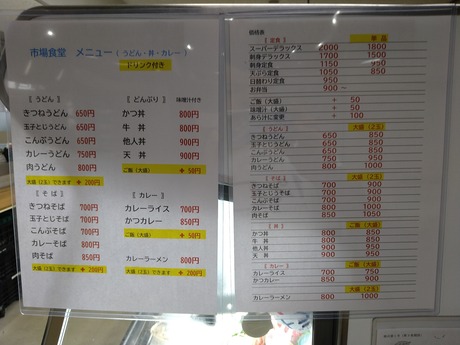 市場食堂 メニュー（うどん・丼・カレー）
ドリンク付き
〖 うどん 〗
きつねうどん 650円
玉子とじうどん 650円
こんぶうどん 650円
カレーうどん 750円
肉うどん 800円
大盛（2玉）できます + 200円
〖 そば 〗
きつねそば 700円
玉子とじそば 700円
こんぶそば 700円
カレーそば 800円
肉そば 850円
大盛（2玉）できます + 200円
〖 どんぶり 〗 味噌汁付き
かつ丼 800円
牛 丼 800円
他人丼 900円
天 丼 900円
ご飯（大盛） + 50円
〖 カレー 〗
カレーライス 700円
かつカレー 850円
ご飯（大盛） + 50円
カレーラーメン 800円
大盛（2玉） + 200円
価格表
〖 定食 〗 単品
スーパーデラックス 2000 1800
刺身デラックス 1700 1500
刺身定食 1150 950
天ぷら定食 1050 850
日替わり定食 950
お弁当 900 ～
ご飯（大盛） + 50
味噌汁（大盛） + 50
あら汁に変更 + 100
〖 うどん 〗 大盛（2玉）
きつねうどん 650 850
玉子とじうどん 650 850
こんぶうどん 650 850
カレーうどん 750 950
肉うどん 800 1000
〖 そば 〗 大盛（2玉）
きつねそば 700 900
玉子とじうそば 700 900
こんぶそば 700 900
カレーそば 800 1000
肉そば 850 1050
〖 丼 〗 大盛（ご飯）
かつ丼 800 850
牛 丼 800 850
他人丼 900 950
天 丼 900 950
〖 カレー 〗 大盛（ご飯）
カレーライス 700 750
かつカレー 850 900
大盛（2玉）
カレーラーメン 800 1000